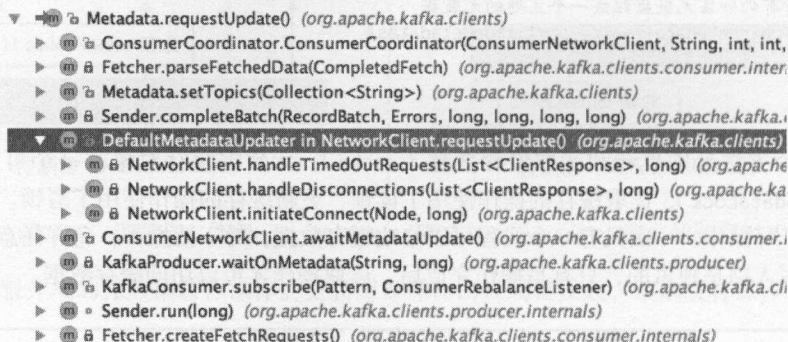 Metadata.requestUpdate() (org.apache.kafka.clients)
ConsumerCoordinator.ConsumerCoordinator(ConsumerNetworkClient, String, int, int,
Fetcher.parseFetchedData(CompletedFetch) (org.apache.kafka.clients.consumer.inter
Metadata.setTopics(Collection<String>) (org.apache.kafka.clients)
Sender.completeBatch(RecordBatch, Errors, long, long, long, long) (org.apache.kafka.
DefaultMetadataUpdater in NetworkClient.requestUpdate() (org.apache.kafka.clients)
NetworkClient.handleTimedOutRequests(List<ClientResponse>, long) (org.apache
NetworkClient.handleDisconnections(List<ClientResponse>, long) (org.apache.ka
NetworkClient.initiateConnect(Node, long) (org.apache.kafka.clients)
ConsumerNetworkClient.awaitMetadataUpdate() (org.apache.kafka.clients.consumer.
KafkaProducer.waitOnMetadata(String, long) (org.apache.kafka.clients.producer)
KafkaConsumer.subscribe(Pattern, ConsumerRebalanceListener) (org.apache.kafka.cli
Sender.run(long) (org.apache.kafka.clients.producer.internals)
Fetcher.createFetchRequests() (org.apache.kafka.clients.consumer.internals)